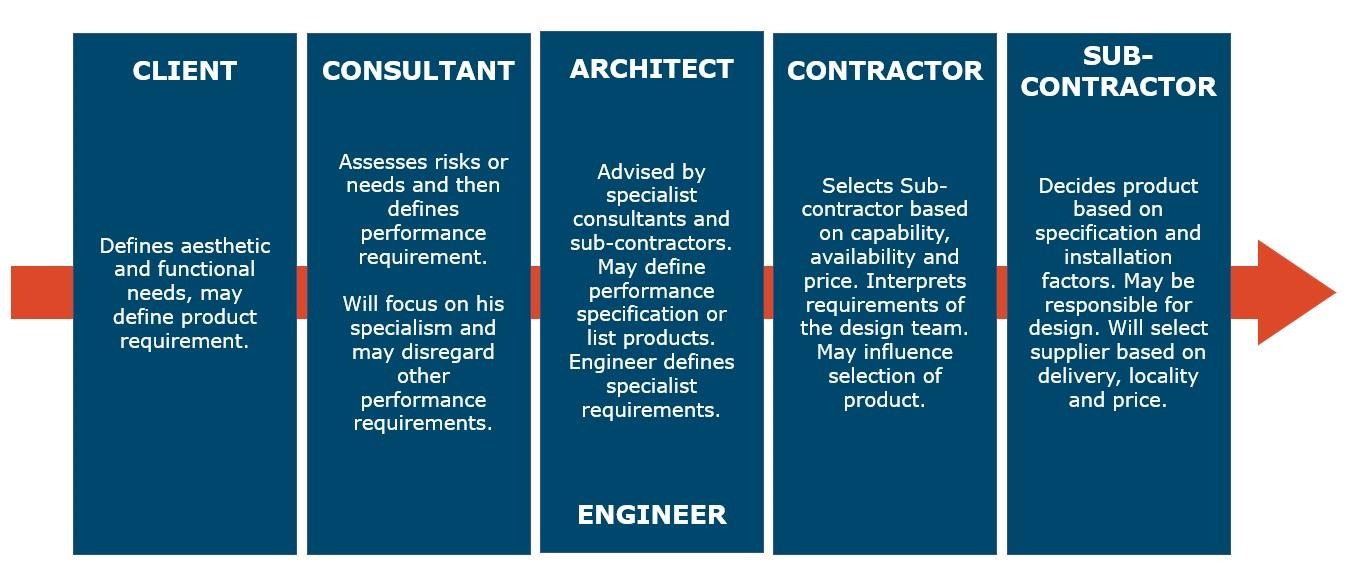 CLIENT
Defines aesthetic
and functional
needs, may
define product
requirement.
CONSULTANT
Assesses risks or
needs and then
defines
performance
requirement.
Will focus on his
specialism and
may disregard
other
performance
requirements.
ARCHITECT
Advised by
specialist
consultants and
sub-contractors.
May define
performance
specification or
list products.
Engineer defines
specialist
requirements.
ENGINEER
CONTRACTOR
Selects Sub-
contractor based
on capability,
availability and
price. Interprets
requirements of
the design team.
May influence
selection of
product.
SUB-
CONTRACTOR
Decides product
based on
specification and
installation
factors. May be
responsible for
design. Will select
supplier based on
delivery, locality
and price.